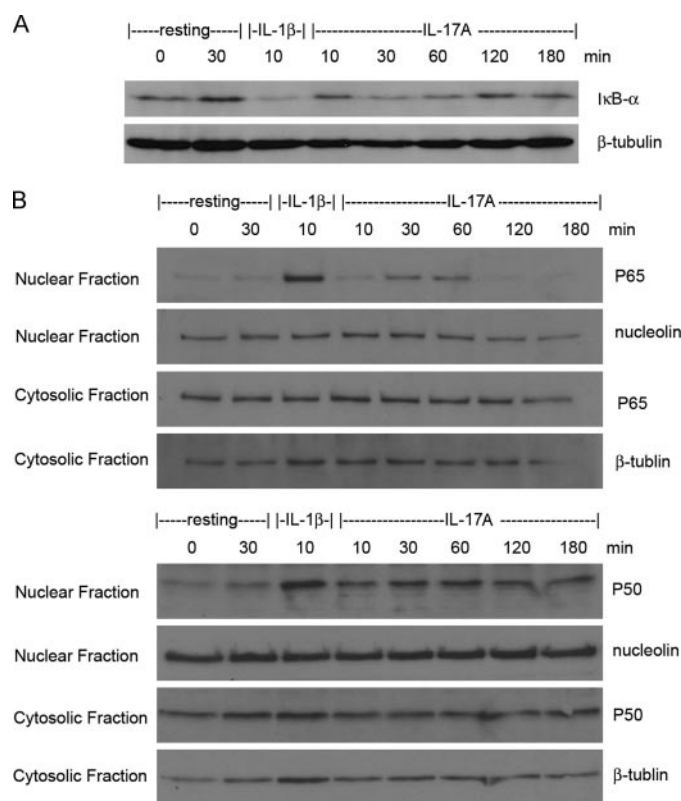 A
|-----resting-----| |-IL-1β-| |----------------------IL-17A---------------------|
0 30 10 10 30 60 120 180 min
IκB-α
β-tubulin
B
|-----resting-----| |-IL-1β-| |-------------------IL-17A -------------------|
0 30 10 10 30 60 120 180 min
Nuclear Fraction P65
Nuclear Fraction nucleolin
Cytosolic Fraction P65
Cytosolic Fraction β-tublin
|-----resting-----| |-IL-1β-| |-------------------IL-17A -------------------|
0 30 10 10 30 60 120 180 min
Nuclear Fraction P50
Nuclear Fraction nucleolin
Cytosolic Fraction P50
Cytosolic Fraction β-tublin